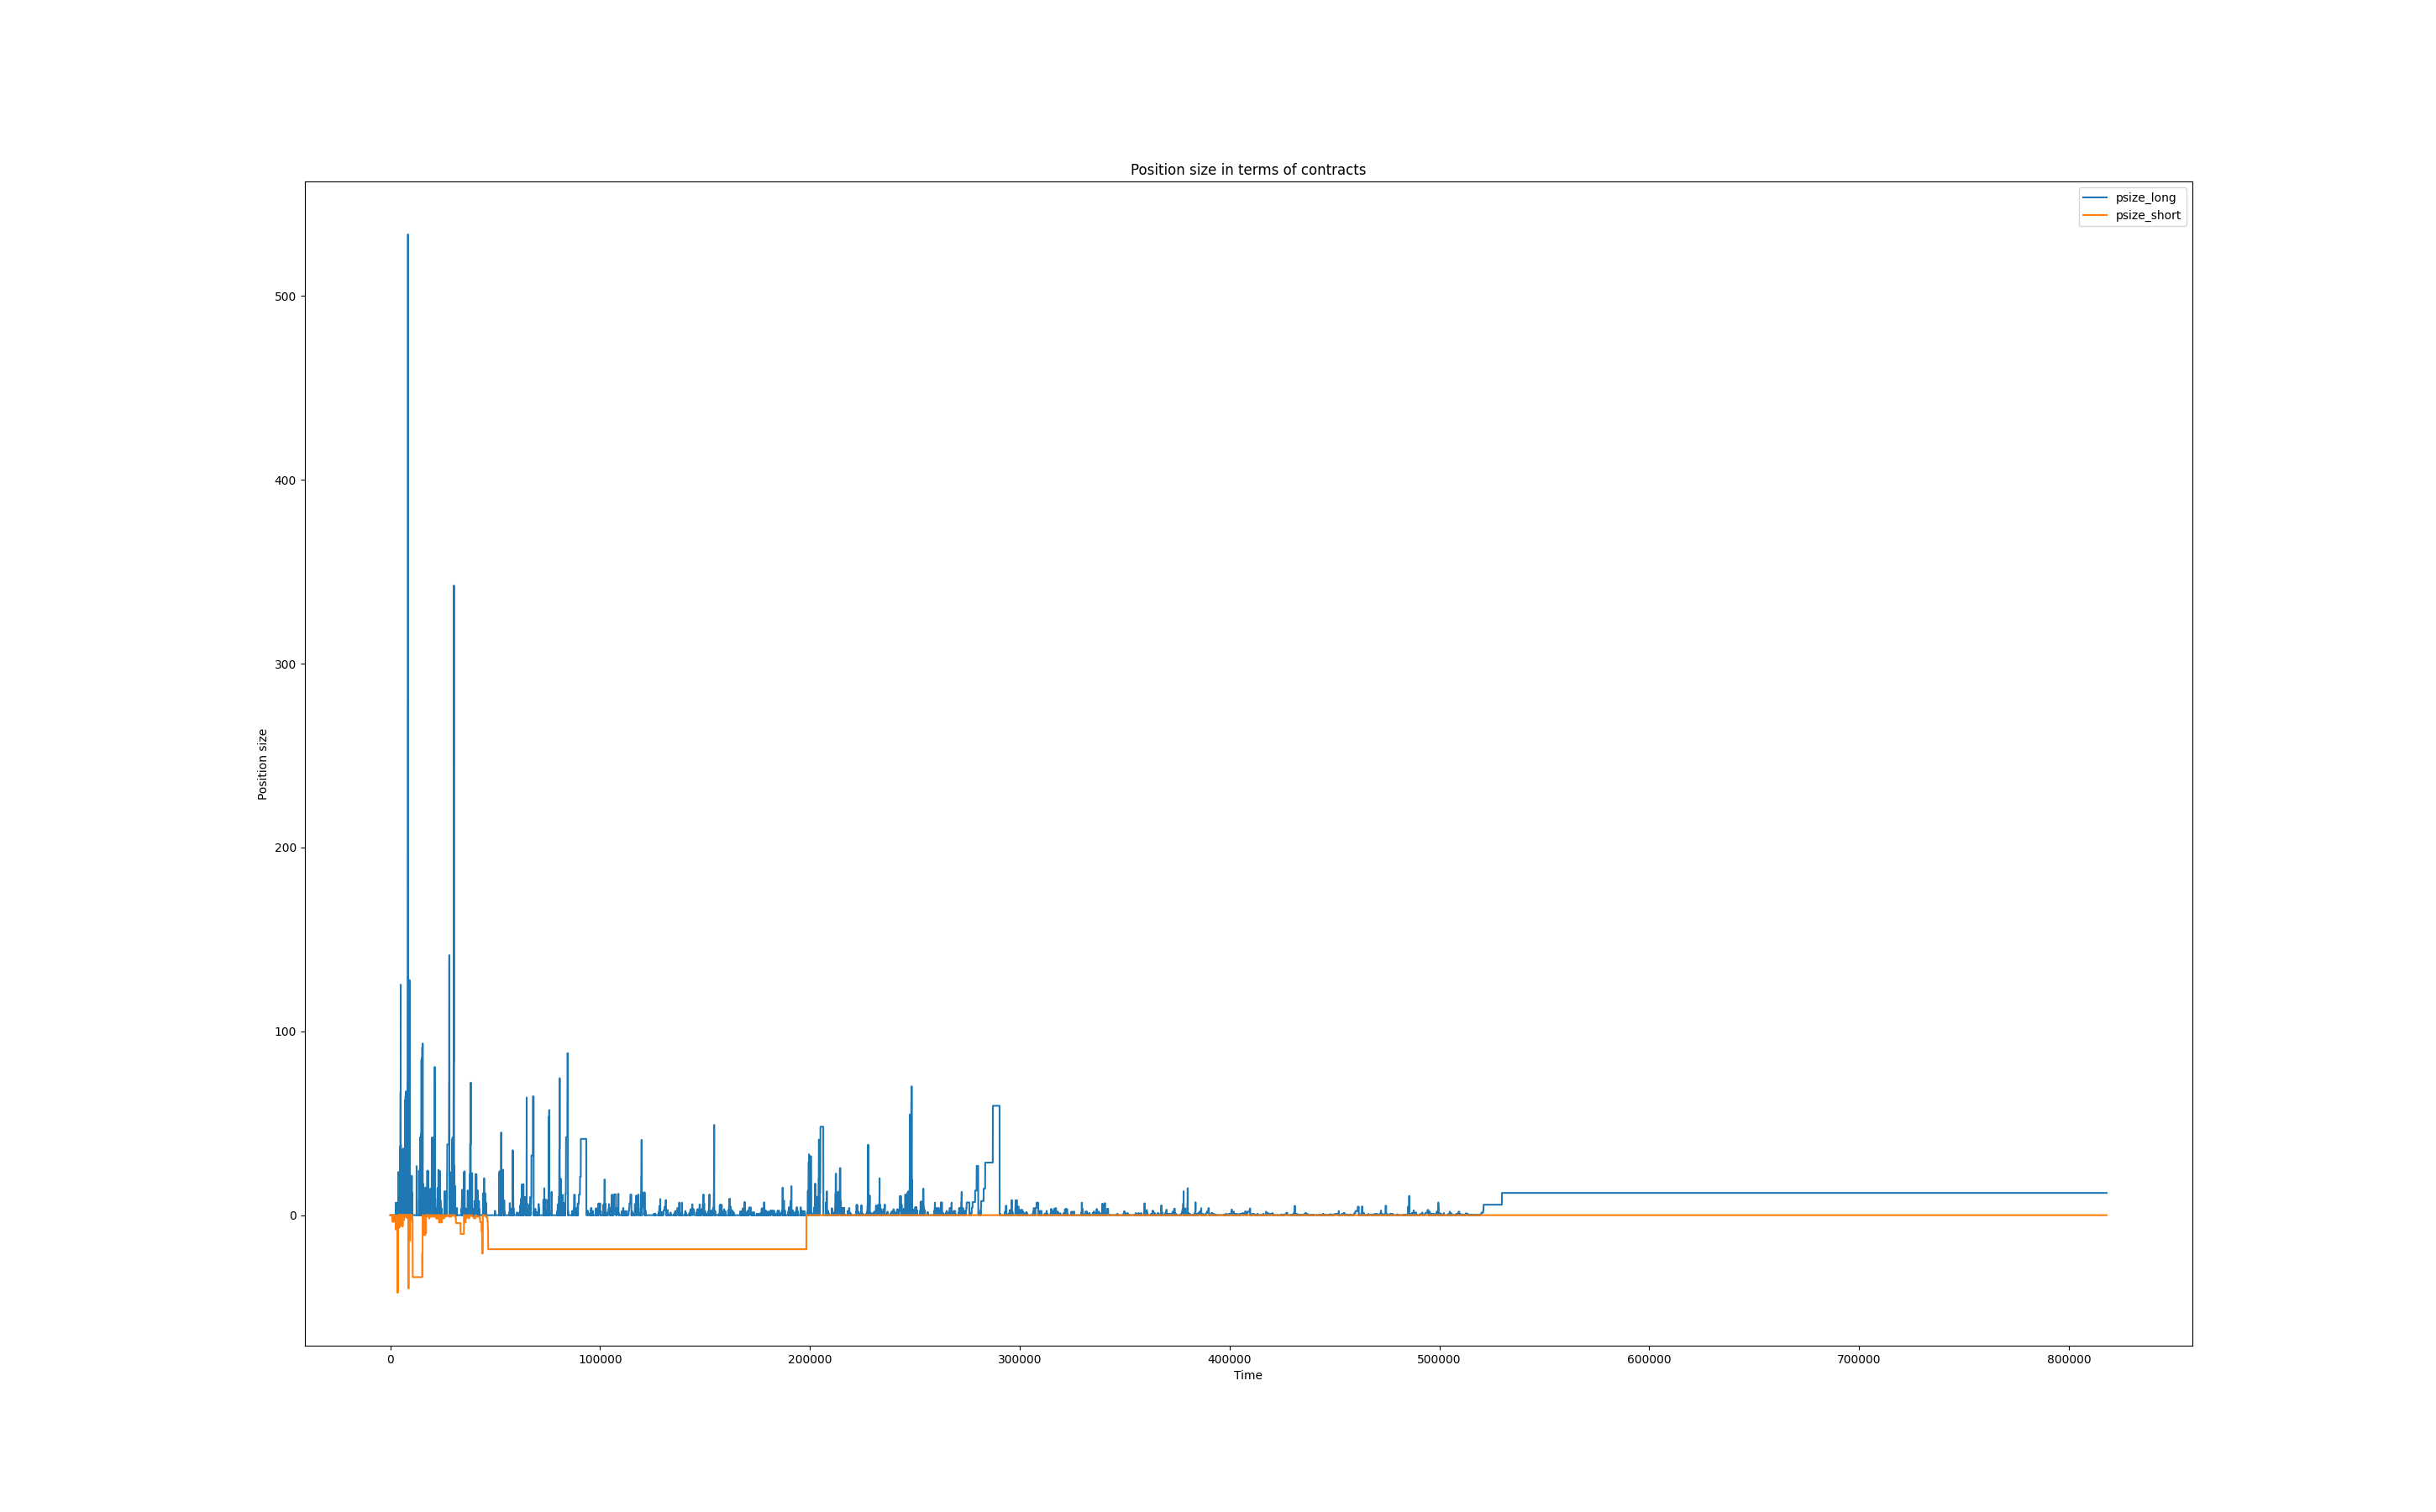 Position size in terms of contracts
psize_long
psize_short
500
400
300
200
100
0
Position size
0 100000 200000 300000 400000 500000 600000 700000 800000
Time